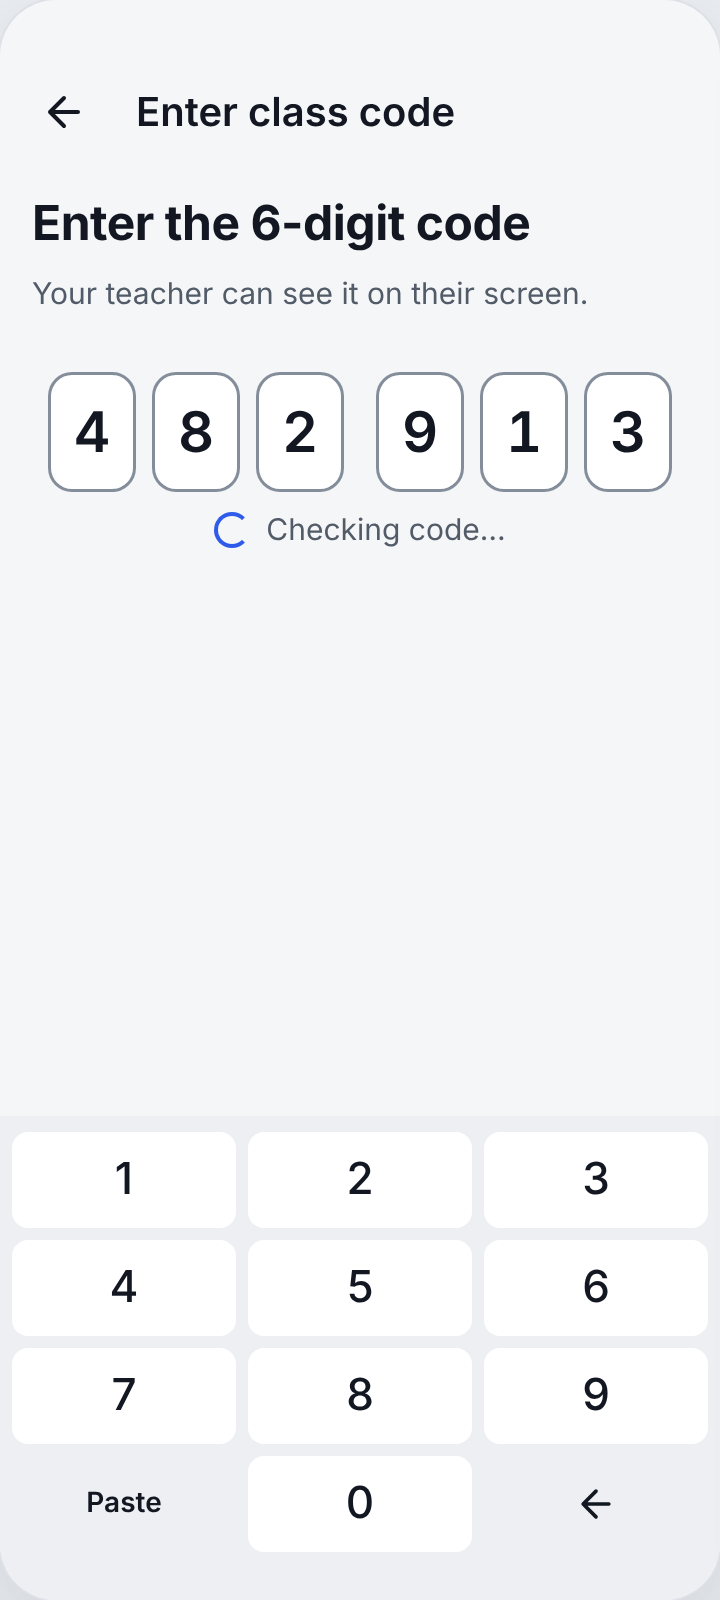 Enter class code
Enter the 6-digit code
Your teacher can see it on their screen.
4 8 2 9 1 3
Checking code...
1 2 3
4 5 6
7 8 9
Paste 0